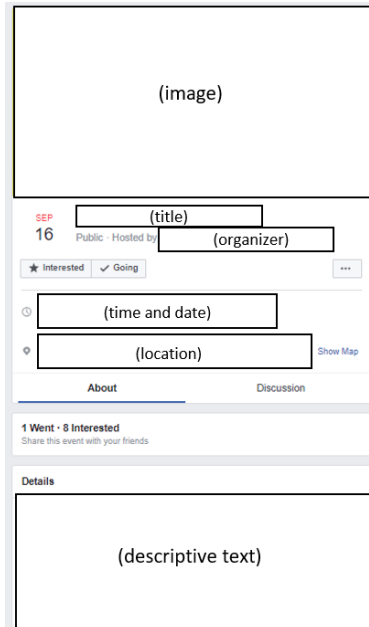 (image)
SEP
16
(title)
Public · Hosted by
(organizer)
★ Interested ✓ Going ...
(time and date)
(location)
Show Map
About Discussion
1 Went · 8 Interested
Share this event with your friends
Details
(descriptive text)